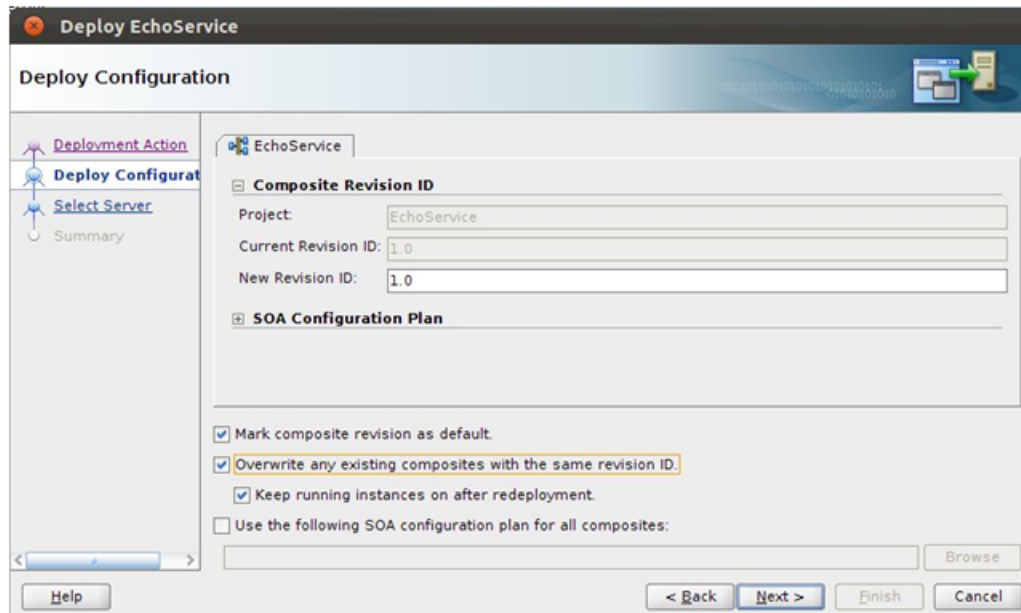 Deploy EchoService
Deploy Configuration
0101010101010101010101010101
Deployment Action
Deploy Configurat
Select Server
Summary
EchoService
Composite Revision ID
Project: EchoService
Current Revision ID: 1.0
New Revision ID: 1.0
SOA Configuration Plan
Mark composite revision as default.
Overwrite any existing composites with the same revision ID.
Keep running instances on after redeployment.
Use the following SOA configuration plan for all composites:
Browse
Help
< Back
Next >
Finish
Cancel